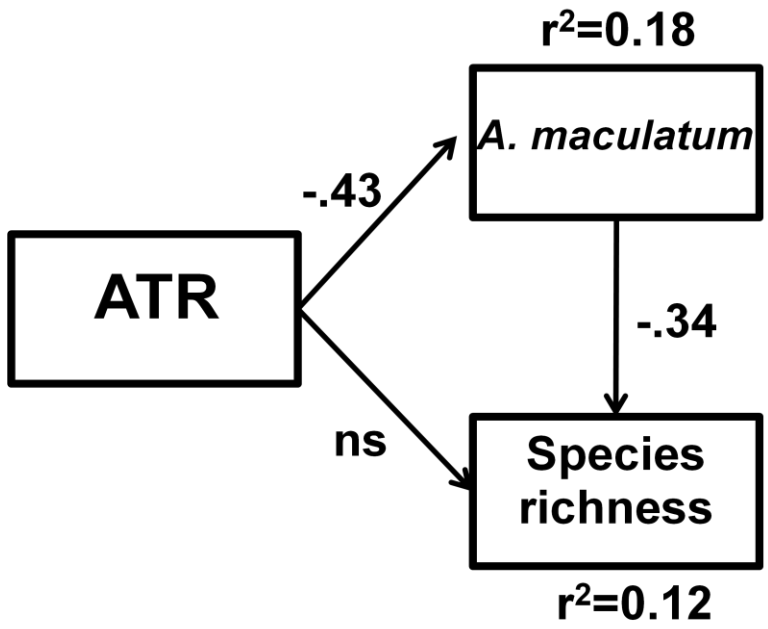 r²=0.18
A. maculatum
-.43
ATR
-.34
ns
Species
richness
r²=0.12